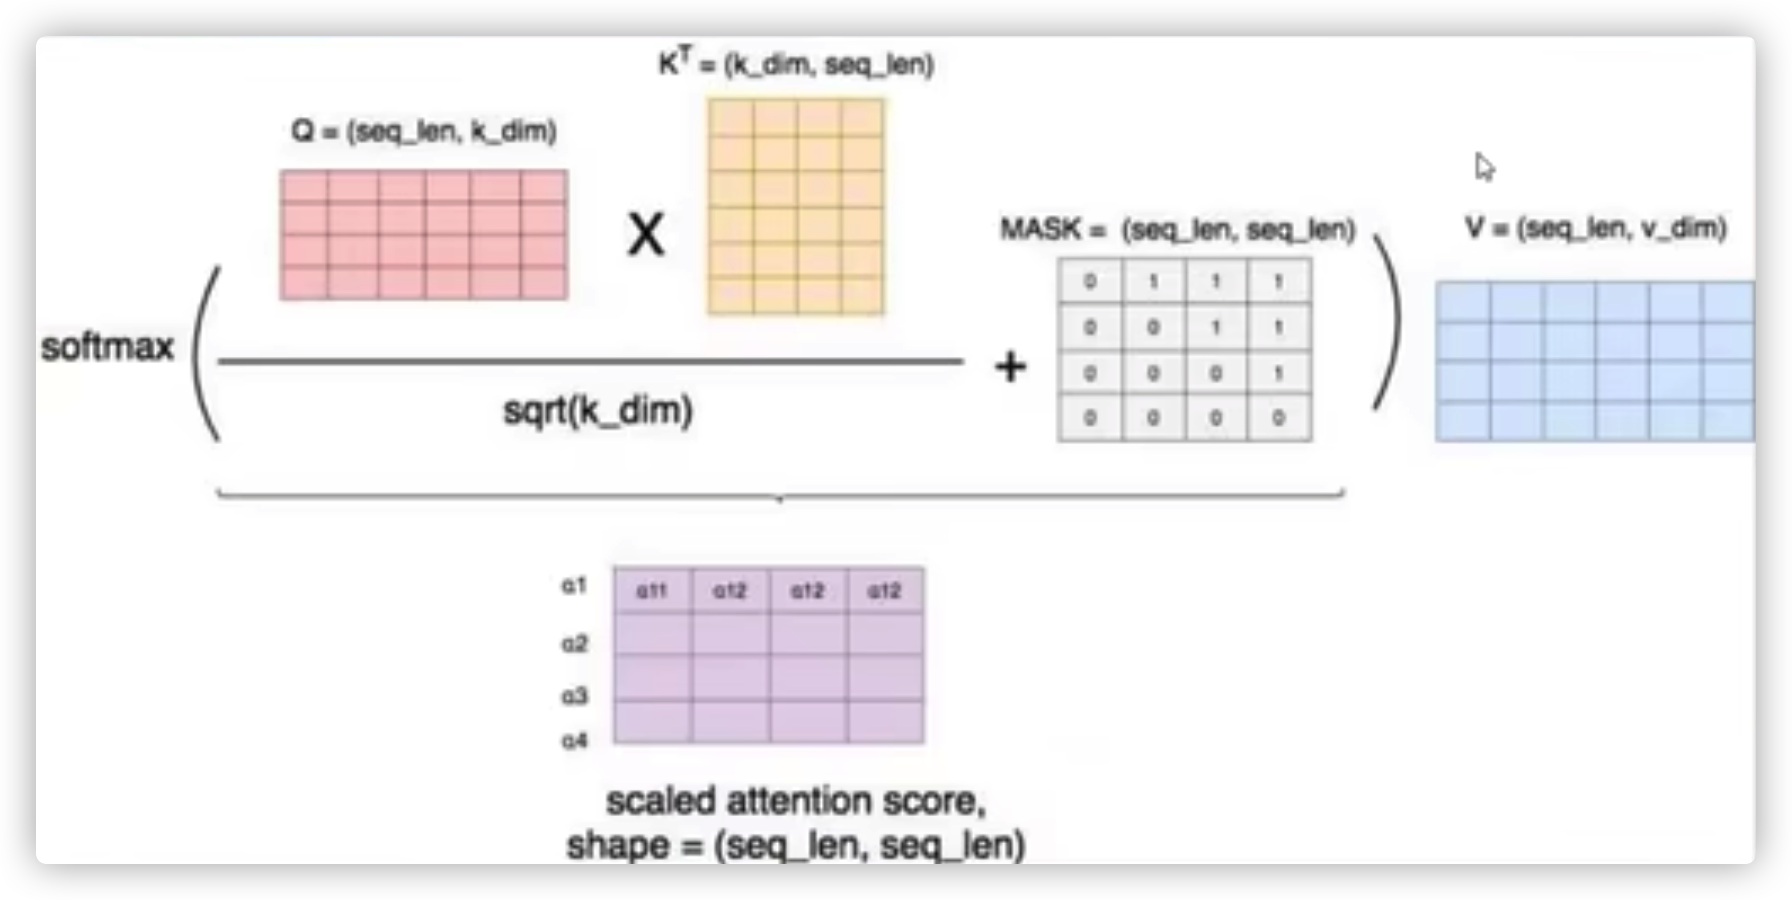 K^T = (k_dim, seq_len)
Q = (seq_len, k_dim)
X
MASK = (seq_len, seq_len)
V = (seq_len, v_dim)
0 1 1 1
0 0 1 1
0 0 0 1
0 0 0 0
softmax
+
sqrt(k_dim)
a1 a11 a12 a12 a12
a2
a3
a4
scaled attention score,
shape = (seq_len, seq_len)